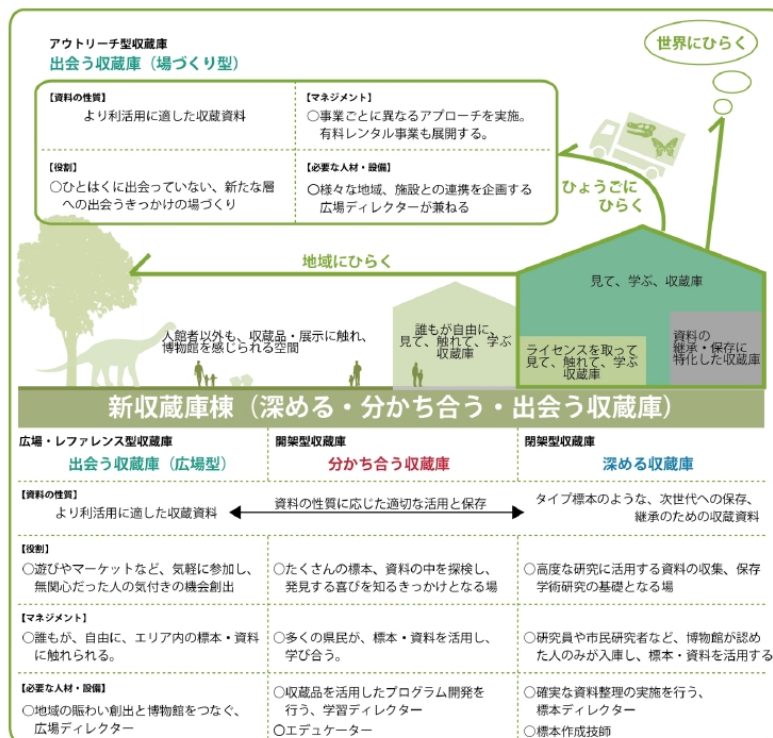 アウトリーチ型収蔵庫
出会う収蔵庫（場づくり型）
【資料の性質】
より利活用に適した収蔵資料
【マネジメント】
○事業ごとに異なるアプローチを実施。
有料レンタル事業も展開する。
【役割】
○ひとはくに出会っていない、新たな層
への出会うきっかけの場づくり
【必要な人材・設備】
○様々な地域、施設との連携を企画する
広場ディレクターが兼ねる
世界にひらく
ひょうごに
ひらく
地域にひらく
入館者以外も、収蔵品・展示に触れ、
博物館を感じられる空間
誰もが自由に、
見て、触れて、学ぶ
収蔵庫
見て、学ぶ、収蔵庫
ライセンスを取って
見て、触れて、学ぶ
収蔵庫
資料の
継承・保存に
特化した収蔵庫
新収蔵庫棟（深める・分かち合う・出会う収蔵庫）
広場・レファレンス型収蔵庫
出会う収蔵庫（広場型）
開架型収蔵庫
分かち合う収蔵庫
閉架型収蔵庫
深める収蔵庫
【資料の性質】
より利活用に適した収蔵資料
資料の性質に応じた適切な活用と保存
タイプ標本のような、次世代への保存、
継承のための収蔵資料
【役割】
○遊びやマーケットなど、気軽に参加し、
無関心だった人の気付きの機会創出
○たくさんの標本、資料の中を探検し、
発見する喜びを知るきっかけとなる場
○高度な研究に活用する資料の収集、保存
学術研究の基礎となる場
【マネジメント】
○誰もが、自由に、エリア内の標本・資料
に触れられる。
○多くの県民が、標本・資料を活用し、
学び合う。
○研究員や市民研究者など、博物館が認め
た人のみが入庫し、標本・資料を活用する
【必要な人材・設備】
○地域の賑わい創出と博物館をつなぐ、
広場ディレクター
○収蔵品を活用したプログラム開発を
行う、学習ディレクター
○エデュケーター
○確実な資料整理の実施を行う、
標本ディレクター
○標本作成技師